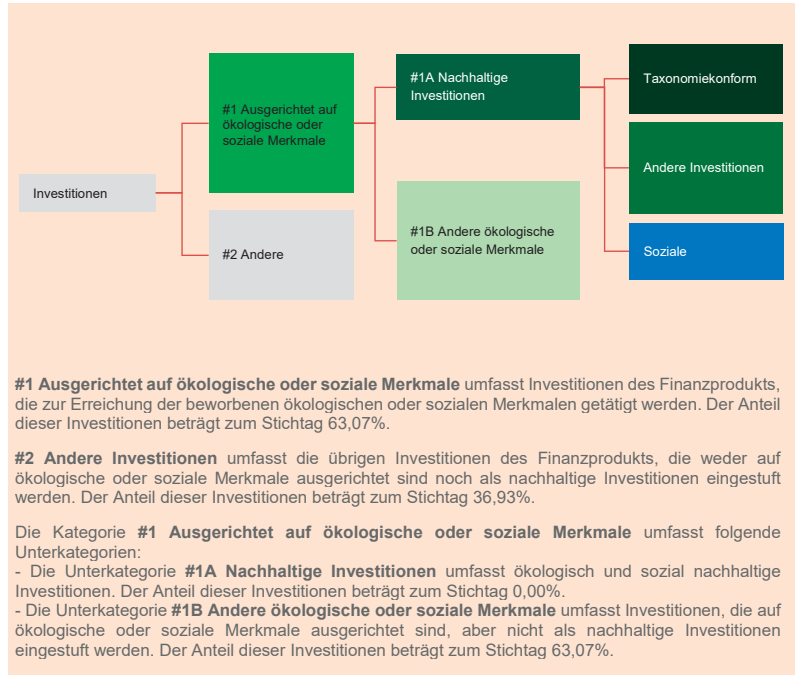 Investitionen
#1 Ausgerichtet auf
ökologische oder
soziale Merkmale
#2 Andere
#1A Nachhaltige
Investitionen
#1B Andere ökologische
oder soziale Merkmale
Taxonomiekonform
Andere Investitionen
Soziale
#1 Ausgerichtet auf ökologische oder soziale Merkmale umfasst Investitionen des Finanzprodukts,
die zur Erreichung der beworbenen ökologischen oder sozialen Merkmalen getätigt werden. Der Anteil
dieser Investitionen beträgt zum Stichtag 63,07%.
#2 Andere Investitionen umfasst die übrigen Investitionen des Finanzprodukts, die weder auf
ökologische oder soziale Merkmale ausgerichtet sind noch als nachhaltige Investitionen eingestuft
werden. Der Anteil dieser Investitionen beträgt zum Stichtag 36,93%.
Die Kategorie #1 Ausgerichtet auf ökologische oder soziale Merkmale umfasst folgende
Unterkategorien:
- Die Unterkategorie #1A Nachhaltige Investitionen umfasst ökologisch und sozial nachhaltige
Investitionen. Der Anteil dieser Investitionen beträgt zum Stichtag 0,00%.
- Die Unterkategorie #1B Andere ökologische oder soziale Merkmale umfasst Investitionen, die auf
ökologische oder soziale Merkmale ausgerichtet sind, aber nicht als nachhaltige Investitionen
eingestuft werden. Der Anteil dieser Investitionen beträgt zum Stichtag 63,07%.